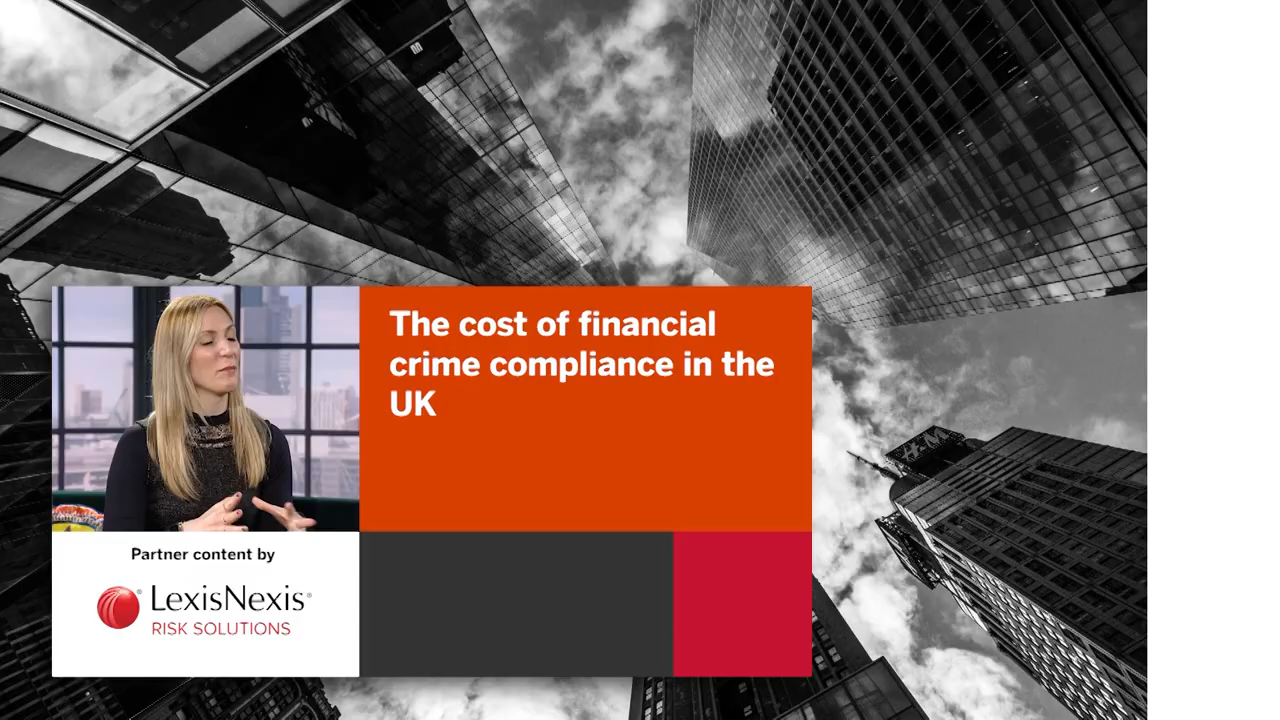 The cost of financial
crime compliance in the
UK
Partner content by
LexisNexis®
RISK SOLUTIONS